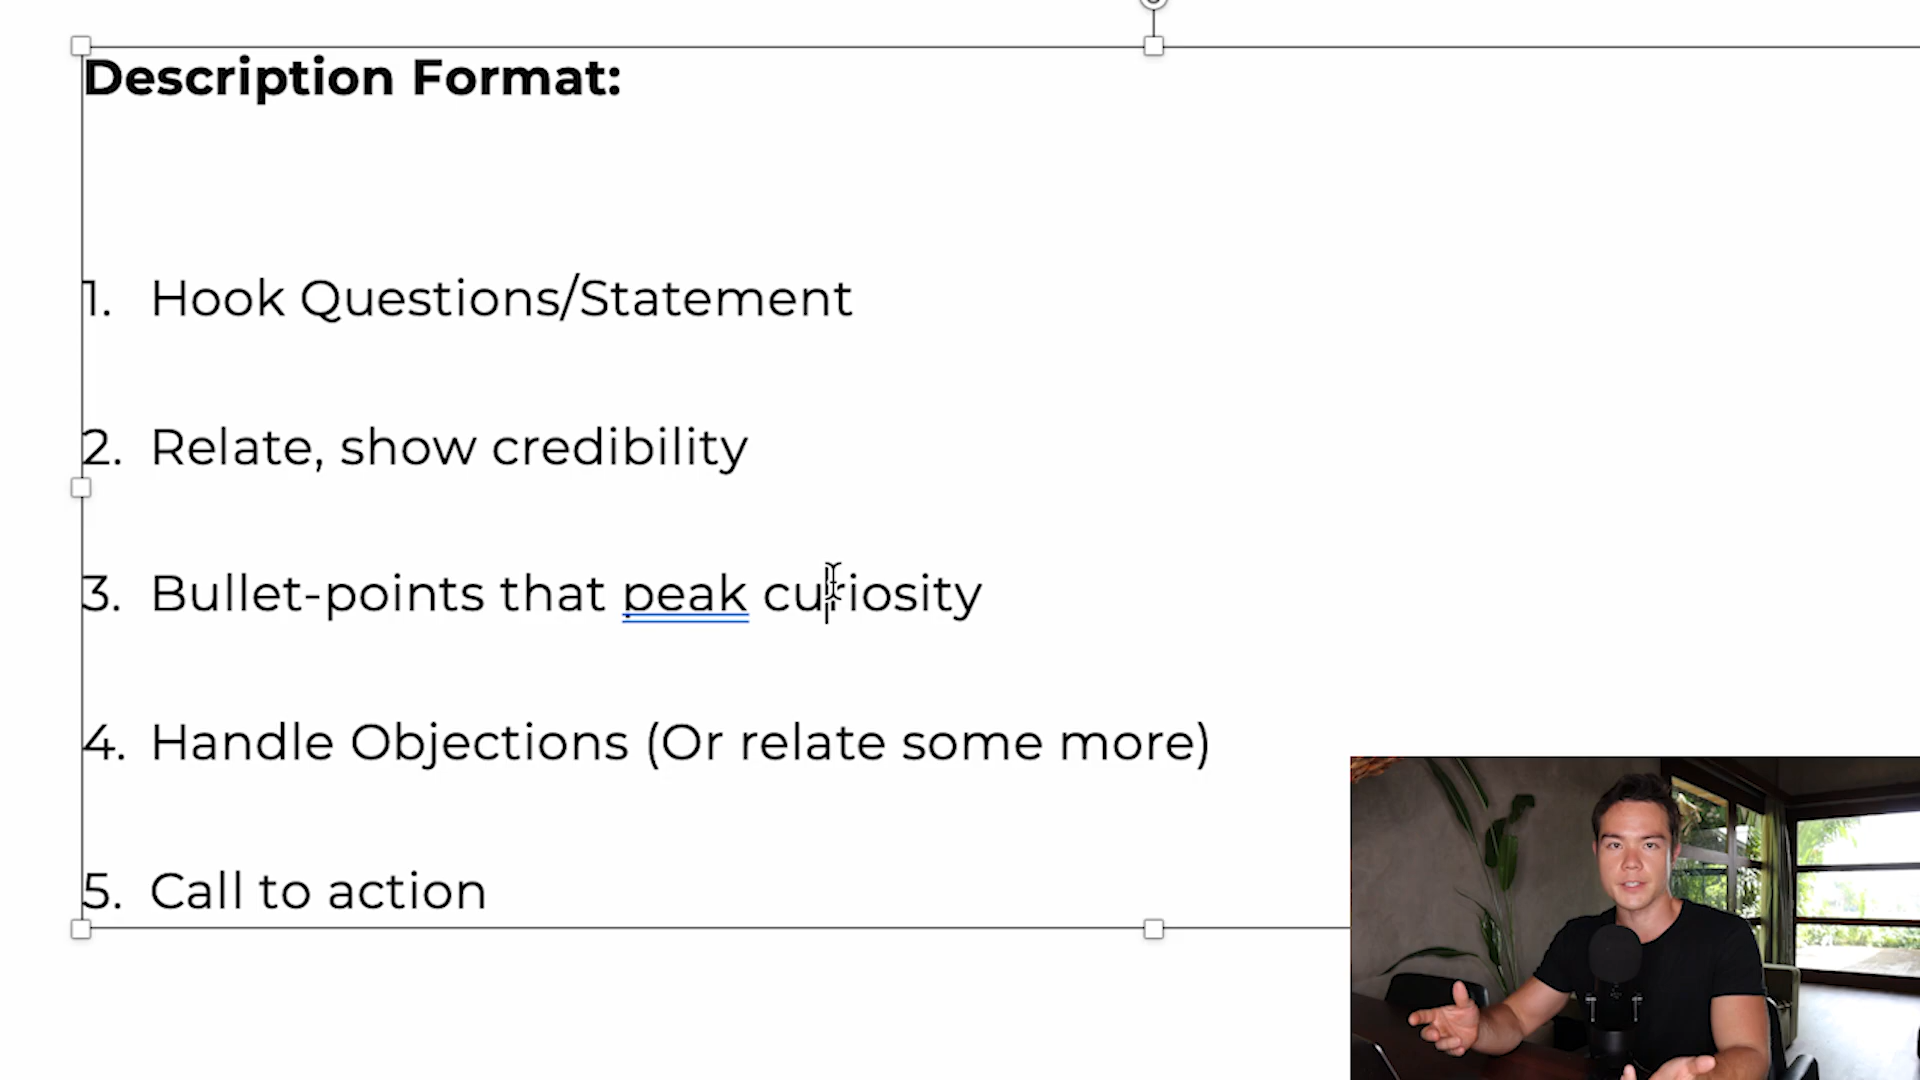 Description Format:
1. Hook Questions/Statement
2. Relate, show credibility
3. Bullet-points that peak curiosity
4. Handle Objections (Or relate some more)
5. Call to action